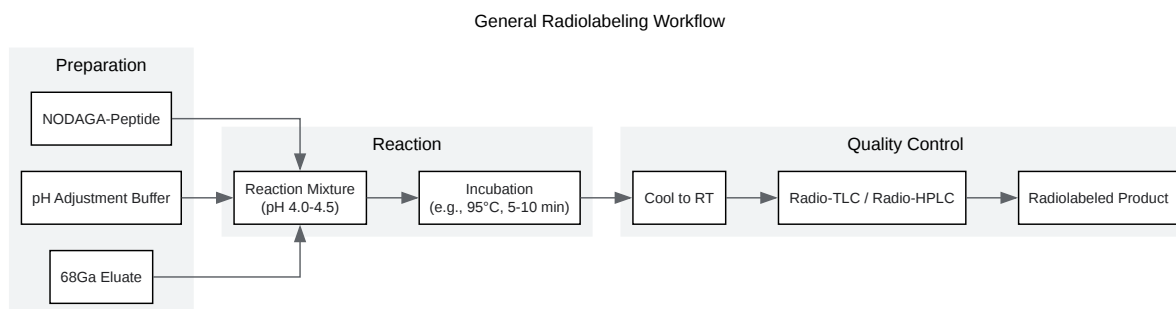 General Radiolabeling Workflow
Preparation
NODAGA-Peptide
pH Adjustment Buffer
68Ga Eluate
Reaction
Reaction Mixture
(pH 4.0-4.5)
Incubation
(e.g., 95°C, 5-10 min)
Quality Control
Cool to RT
Radio-TLC / Radio-HPLC
Radiolabeled Product